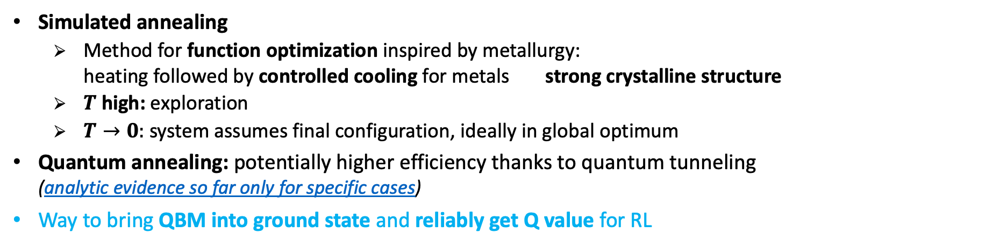 • Simulated annealing
➢ Method for function optimization inspired by metallurgy:
heating followed by controlled cooling for metals strong crystalline structure
➢ T high: exploration
➢ T → 0: system assumes final configuration, ideally in global optimum
• Quantum annealing: potentially higher efficiency thanks to quantum tunneling
(analytic evidence so far only for specific cases)
• Way to bring QBM into ground state and reliably get Q value for RL